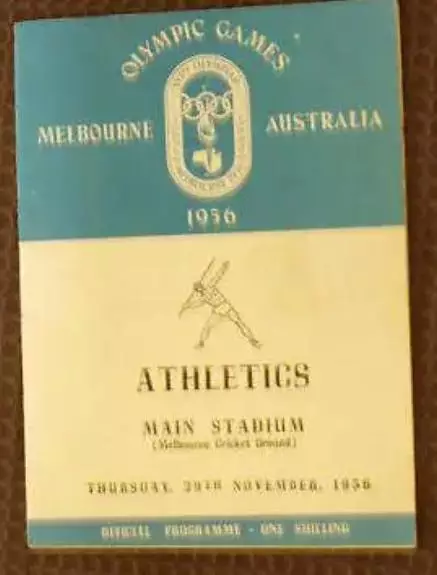 OLYMPIC GAMES
MELBOURNE AUSTRALIA
1956
ATHLETICS
MAIN STADIUM
(Melbourne Cricket Ground)
THURSDAY, 29TH NOVEMBER, 1956
OFFICIAL PROGRAMME - ONE SHILLING